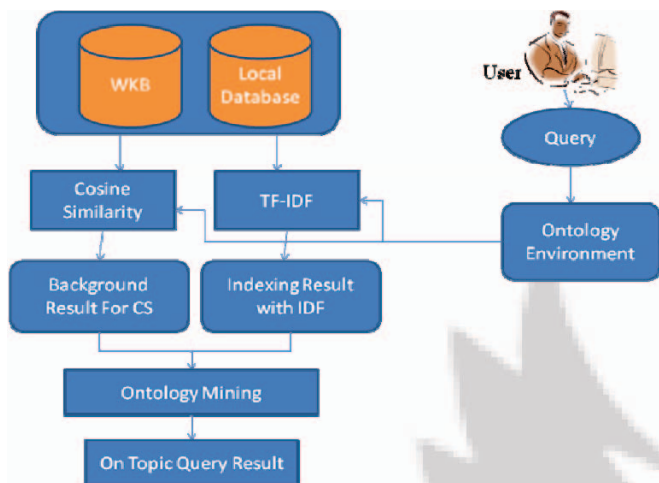 WKB
Local
Database
User
Query
Cosine
Similarity
TF-IDF
Ontology
Environment
Background
Result For CS
Indexing Result
with IDF
Ontology Mining
On Topic Query Result